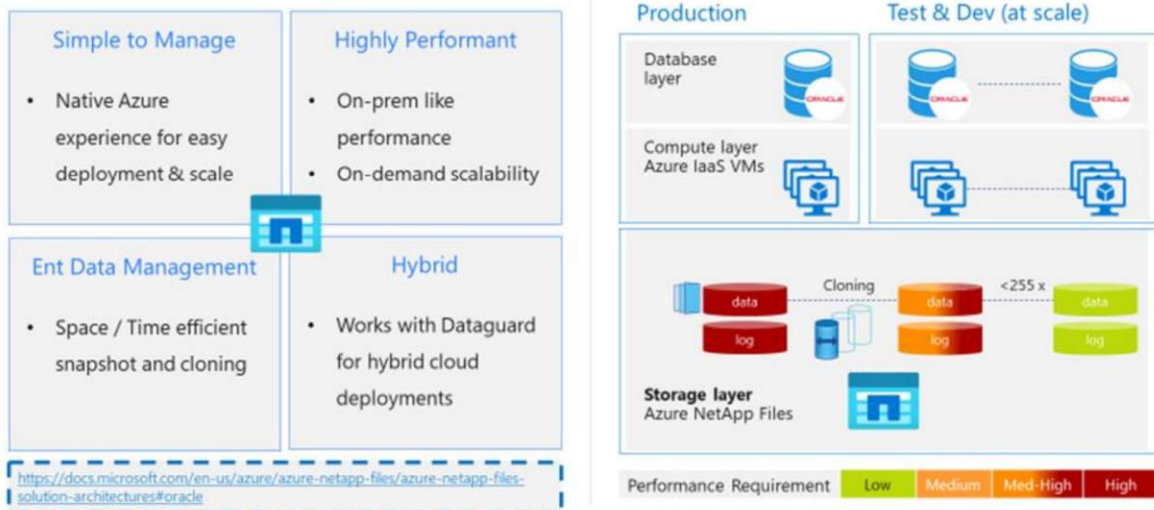 Simple to Manage
• Native Azure
experience for easy
deployment & scale
Highly Performant
• On-prem like
performance
• On-demand scalability
Ent Data Management
• Space / Time efficient
snapshot and cloning
Hybrid
• Works with Dataguard
for hybrid cloud
deployments
https://docs.microsoft.com/en-us/azure/azure-netapp-files/azure-netapp-files-
solution-architectures#oracle
Production
Test & Dev (at scale)
Database
layer
ORACLE
ORACLE
ORACLE
Compute layer
Azure IaaS VMs
data
Cloning
data
<255 x
data
log
log
log
Storage layer
Azure NetApp Files
Performance Requirement
Low
Medium
Med-High
High